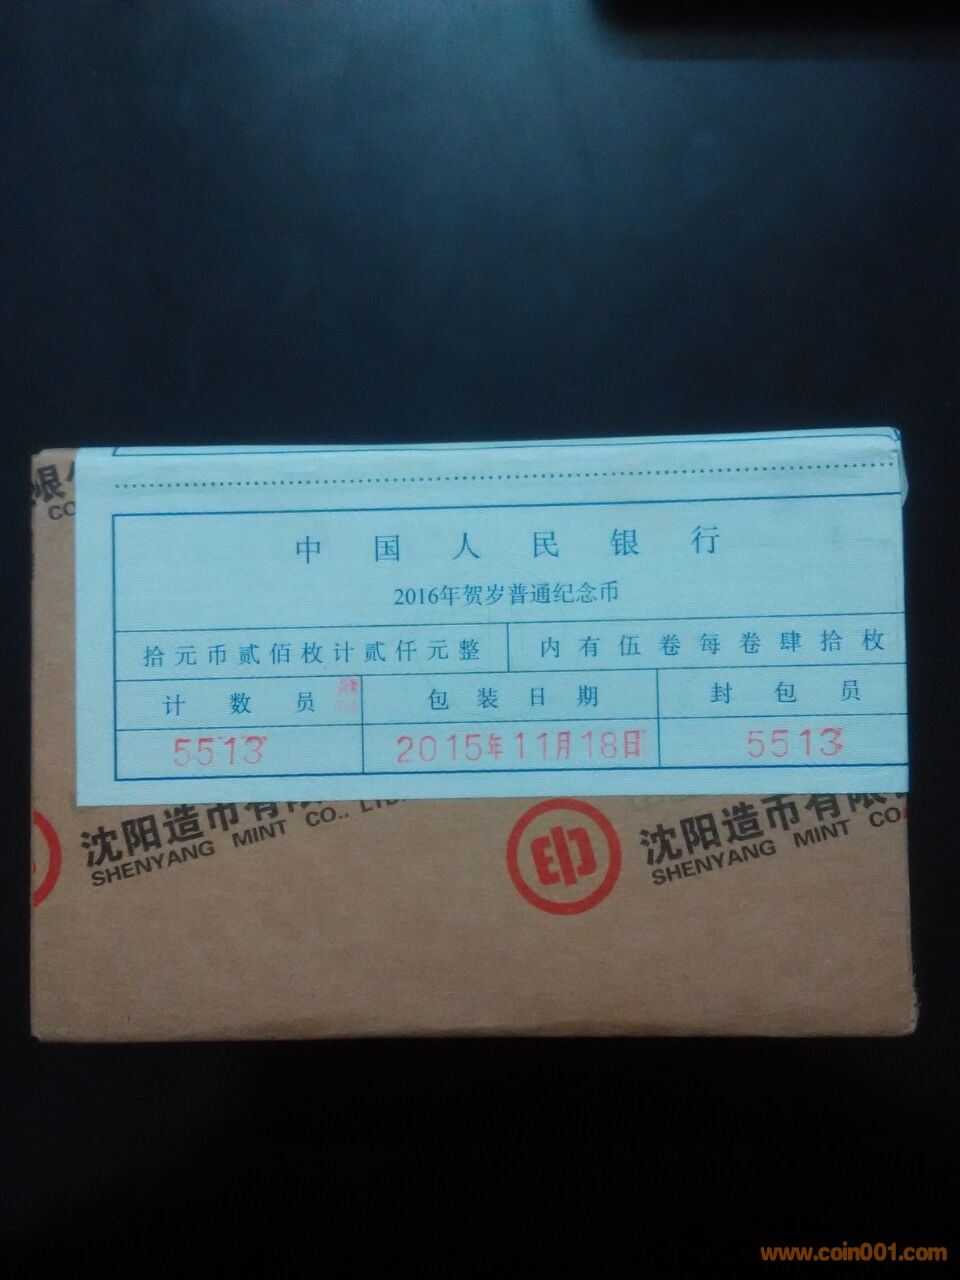 限
CO
中国人民银行
2016年贺岁普通纪念币
拾元币贰佰枚计贰仟元整 内有伍卷每卷肆拾枚
计数员 包装日期 封包员
5513 2015年11月18日 5513
沈阳造币有限 沈阳造币有限
SHENYANG MINT CO., LTD SHENYANG MINT CO
www.coin001.com